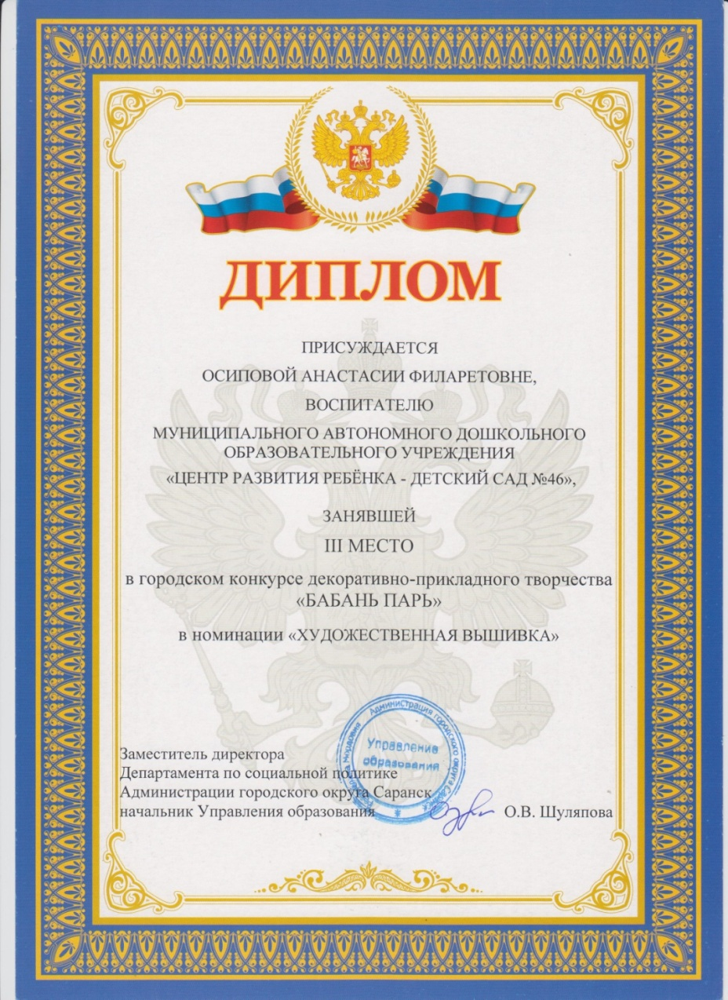 ДИПЛОМ
ПРИСУЖДАЕТСЯ
ОСИПОВОЙ АНАСТАСИИ ФИЛАРЕТОВНЕ,
ВОСПИТАТЕЛЮ
МУНИЦИПАЛЬНОГО АВТОНОМНОГО ДОШКОЛЬНОГО
ОБРАЗОВАТЕЛЬНОГО УЧРЕЖДЕНИЯ
«ЦЕНТР РАЗВИТИЯ РЕБЁНКА - ДЕТСКИЙ САД №46»,
ЗАНЯВШЕЙ
III МЕСТО
в городском конкурсе декоративно-прикладного творчества
«БАБАНЬ ПАРЬ»
в номинации «ХУДОЖЕСТВЕННАЯ ВЫШИВКА»
Администрация городского округа Саранск
Мордовия
Управление
образования
Заместитель директора
Департамента по социальной политике
Администрации городского округа Саранск
начальник Управления образования О.В. Шуляпова